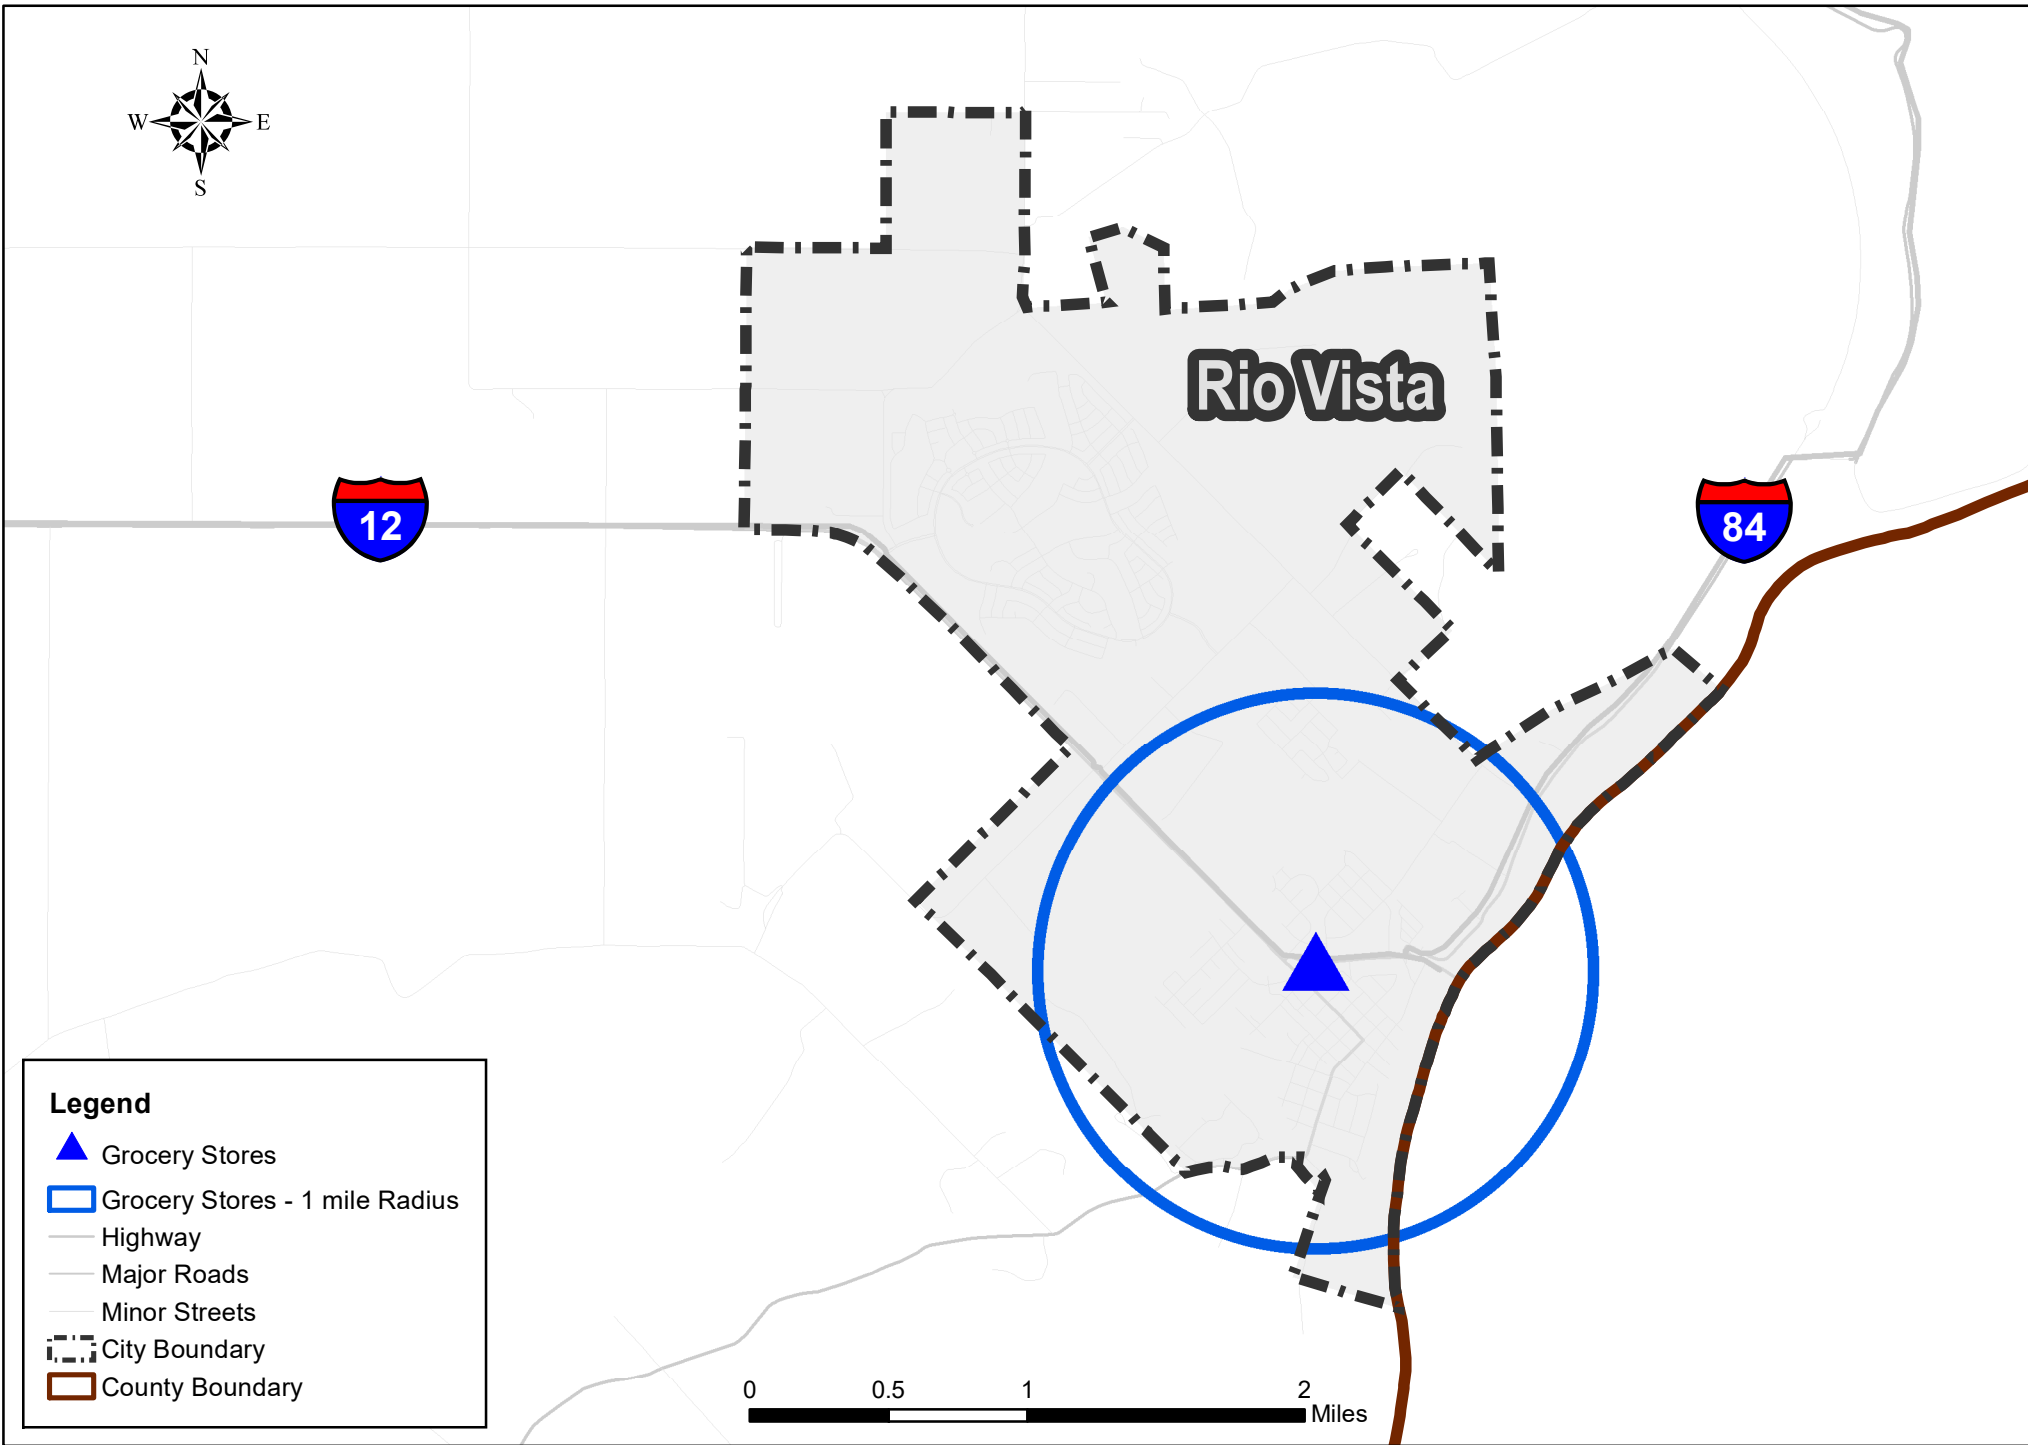 N
W E
S
Rio Vista
12
84
Legend
Grocery Stores
Grocery Stores - 1 mile Radius
Highway
Major Roads
Minor Streets
City Boundary
County Boundary
0 0.5 1 2
Miles